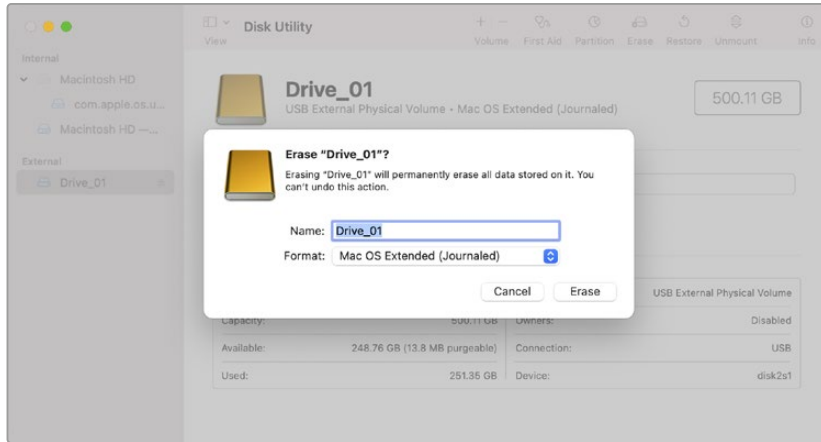 Disk Utility
View
Volume First Aid Partition Erase Restore Unmount Info
Internal
Macintosh HD
com.apple.os.u...
Macintosh HD —...
External
Drive_01
Drive_01
USB External Physical Volume • Mac OS Extended (Journaled)
500.11 GB
Erase “Drive_01”?
Erasing “Drive_01” will permanently erase all data stored on it. You
can’t undo this action.
Name: Drive_01
Format: Mac OS Extended (Journaled)
Cancel Erase
USB External Physical Volume
Capacity: 500.11 GB Owners: Disabled
Available: 248.76 GB (13.8 MB purgeable) Connection: USB
Used: 251.35 GB Device: disk2s1